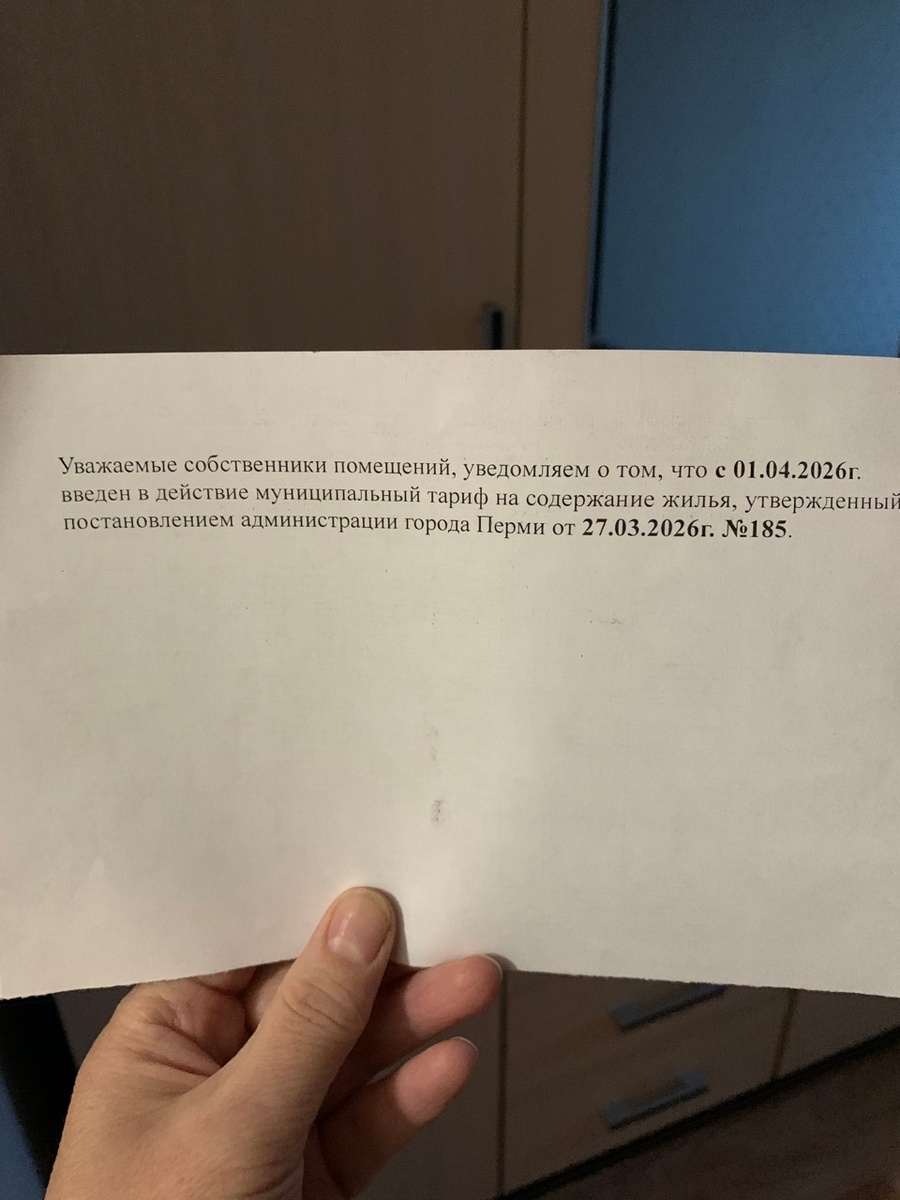 Уважаемые собственники помещений, уведомляем о том, что с 01.04.2026г.
введен в действие муниципальный тариф на содержание жилья, утвержденный
постановлением администрации города Перми от 27.03.2026г. №185.